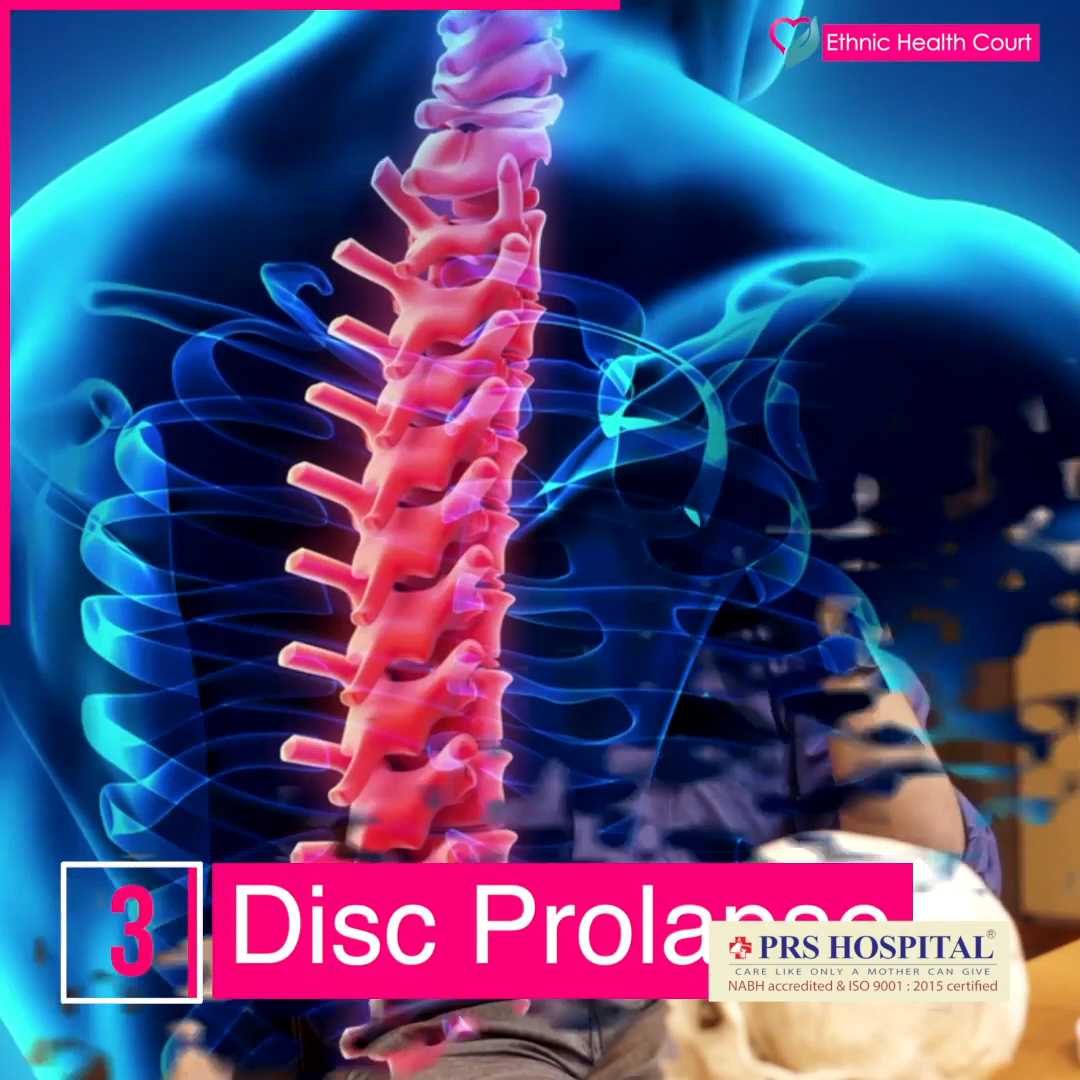 Ethnic Health Court
3
Disc Prolapse
PRS HOSPITAL®
CARE LIKE ONLY A MOTHER CAN GIVE
NABH accredited & ISO 9001 : 2015 certified